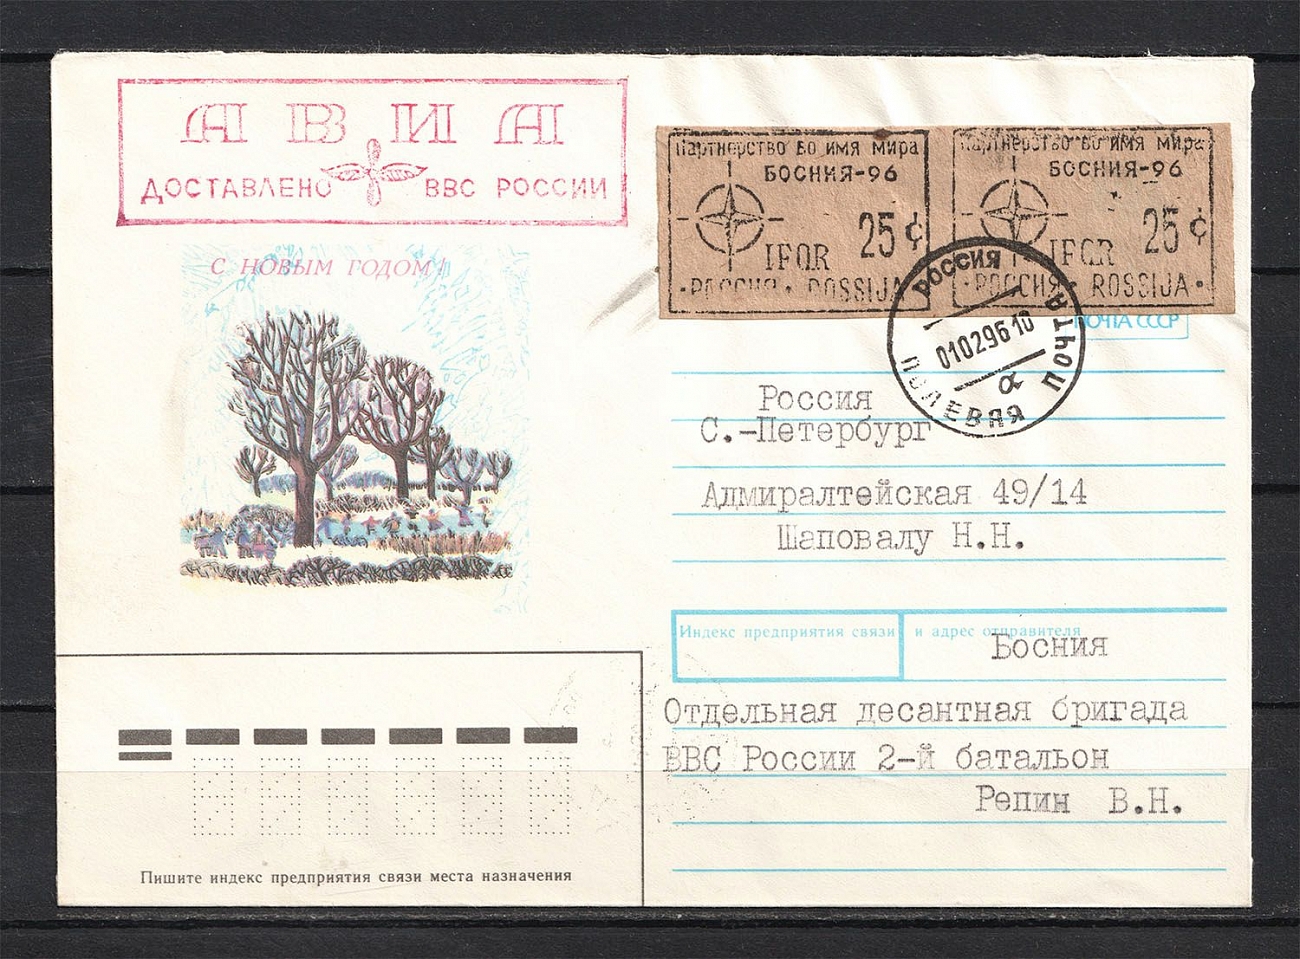 АВИА
ДОСТАВЛЕНО ВВС РОССИИ
С НОВЫМ ГОДОМ!
Партнерство во имя мира
БОСНИЯ-96
IFOR 25 ¢
·РОССИЯ · ROSSIJA
Партнерство во имя мира
БОСНИЯ-96
IFOR 25 ¢
·РОССИЯ· ROSSIJA·
РОССИЯ
01029610
α
ПОЛЕВАЯ ПОЧТА
ПОЧТА СССР
Россия
С.-Петербург
Адмиралтейская 49/14
Шаповалу Н.Н.
Индекс предприятия связи и адрес отправителя
Босния
Отдельная десантная бригада
ВВС России 2-й батальон
Репин В.Н.
Пишите индекс предприятия связи места назначения